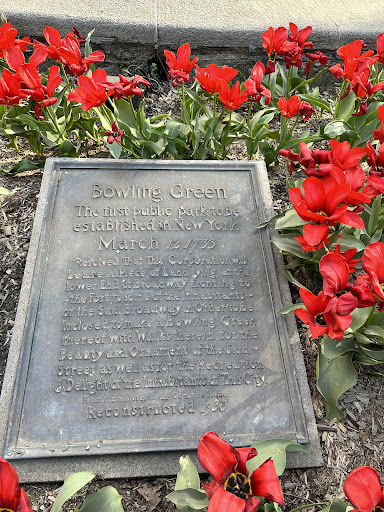 Bowling Green
The first public park to be
established in New York
March 12, 1733
Resolved That This Corporation will
Lease a Piece of Land lying at the
lower End of Broadway fronting to
the Fort to some of the Inhabitants
of the Said Broadway in Order to be
Inclosed to make a Bowling Green
thereof with Walks therein for the
Beauty and Ornament of the Said
Street as well as for the Recreation
& Delight of the Inhabitants of This City.
Reconstructed 1938